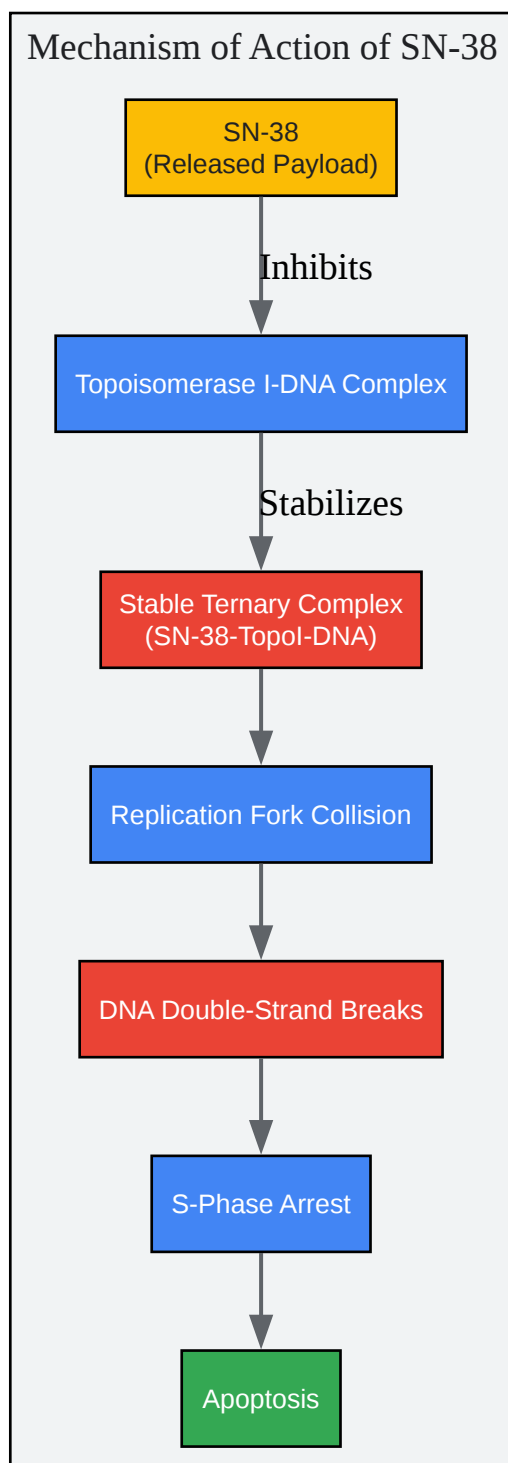 Mechanism of Action of SN-38
SN-38
(Released Payload)
Inhibits
Topoisomerase I-DNA Complex
Stabilizes
Stable Ternary Complex
(SN-38-TopoI-DNA)
Replication Fork Collision
DNA Double-Strand Breaks
S-Phase Arrest
Apoptosis